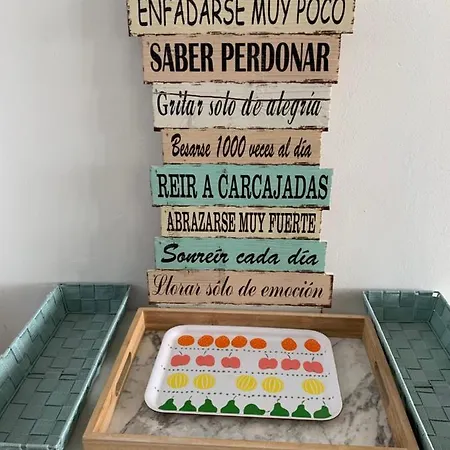 ENFADARSE MUY POCO
SABER PERDONAR
Gritar solo de alegría
Besarse 1000 veces al día
REIR A CARCAJADAS
ABRAZARSE MUY FUERTE
Sonreír cada día
Llorar sólo de emoción